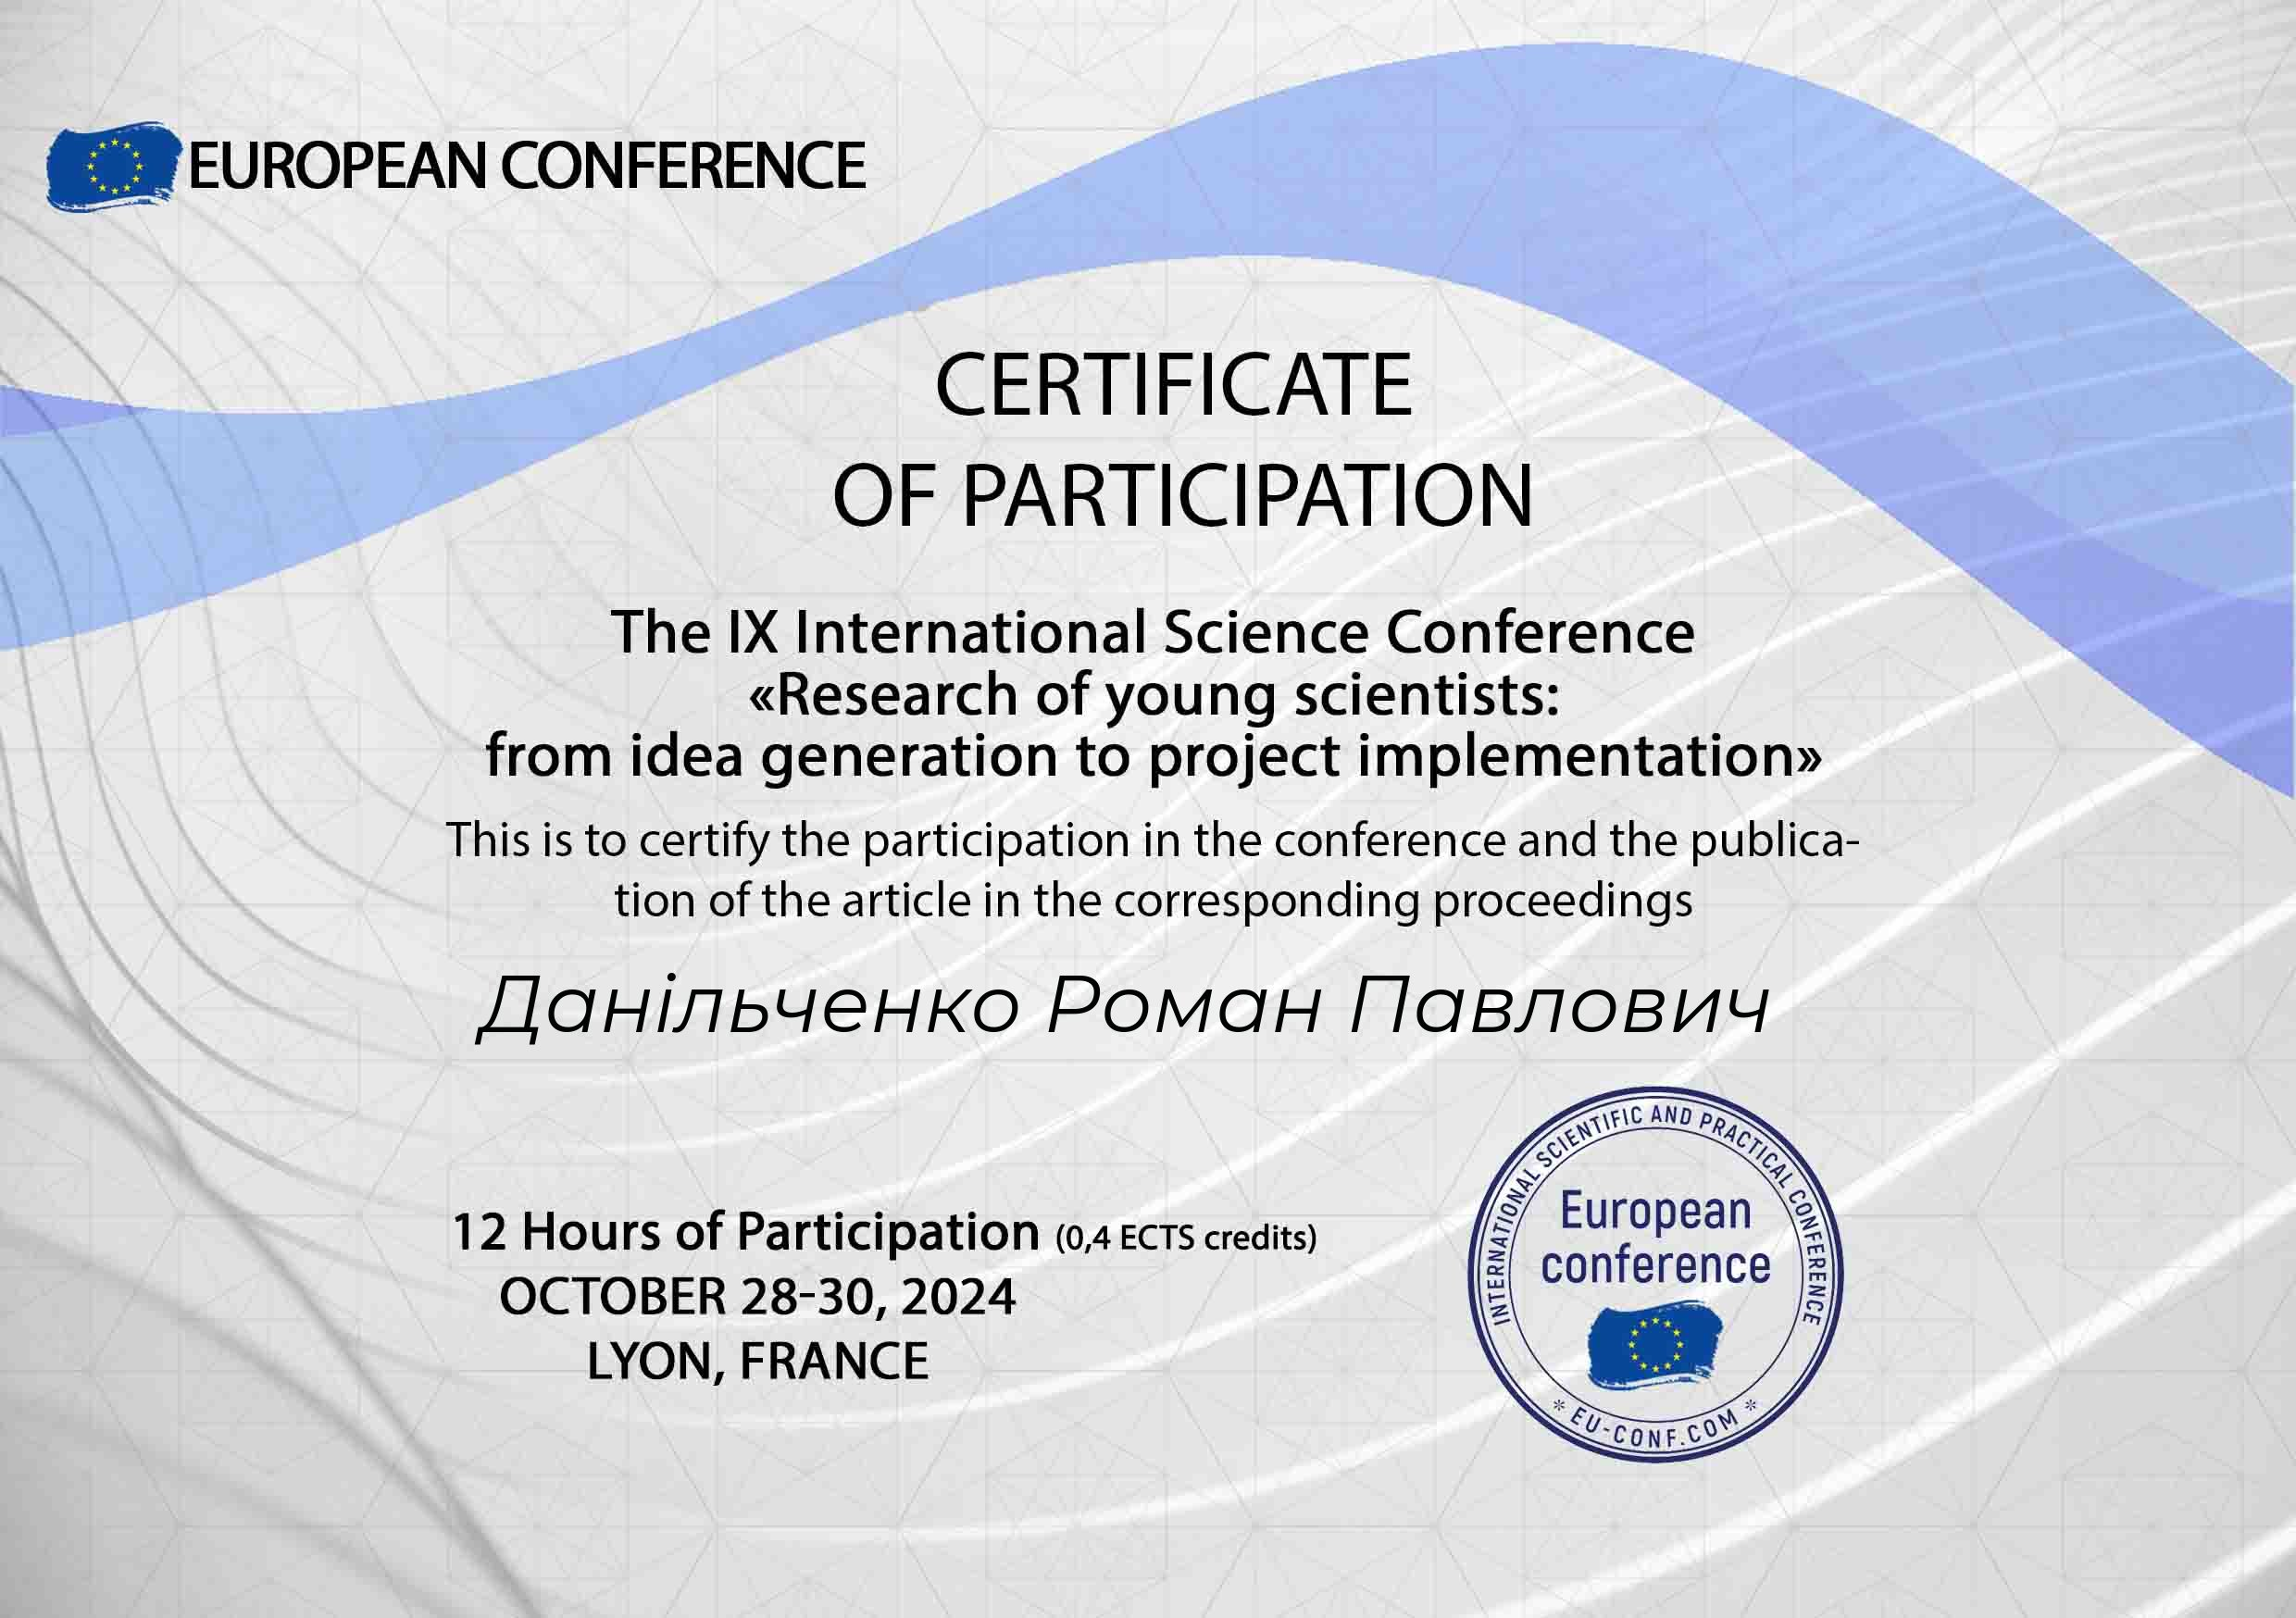 EUROPEAN CONFERENCE
CERTIFICATE
OF PARTICIPATION
The IX International Science Conference
«Research of young scientists:
from idea generation to project implementation»
This is to certify the participation in the conference and the publica-
tion of the article in the corresponding proceedings
Данільченко Роман Павлович
12 Hours of Participation (0,4 ECTS credits)
OCTOBER 28-30, 2024
LYON, FRANCE
INTERNATIONAL SCIENTIFIC AND PRACTICAL CONFERENCE
European
conference
* EU-CONF.COM *